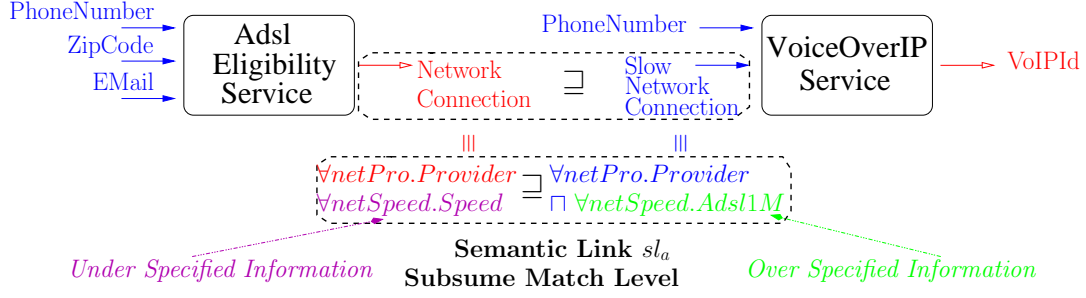 PhoneNumber
ZipCode
EMail
Adsl
Eligibility
Service
Network
Connection
⊒
PhoneNumber
Slow
Network
Connection
VoiceOverIP
Service
VoIPId
≡
≡
∀netPro.Provider ⊒ ∀netPro.Provider
∀netSpeed.Speed ⊓ ∀netSpeed.Adsl1M
Under Specified Information
Over Specified Information
Semantic Link sl_a
Subsume Match Level